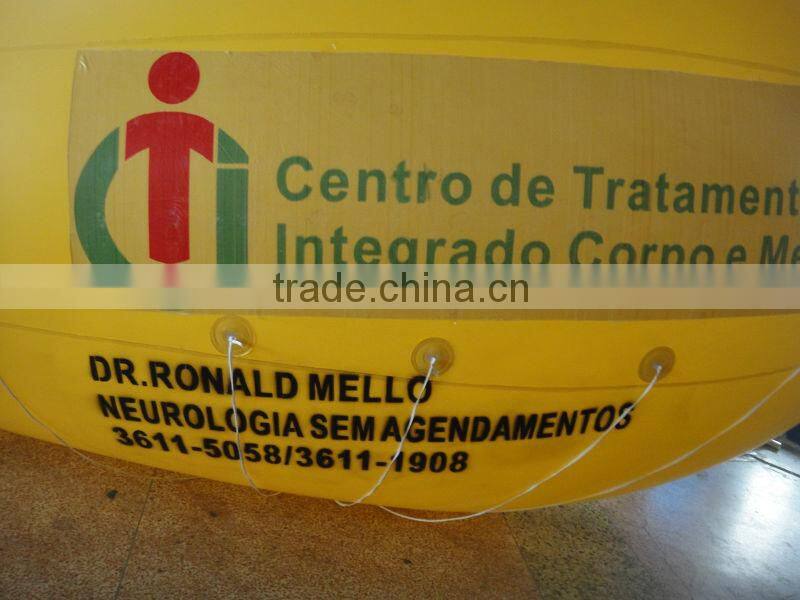 Centro de Tratament
Integrado Corpo e Me
trade.china.cn
DR.RONALD MELLO
NEUROLOGIA SEM AGENDAMENTOS
3611-5058/3611-1908